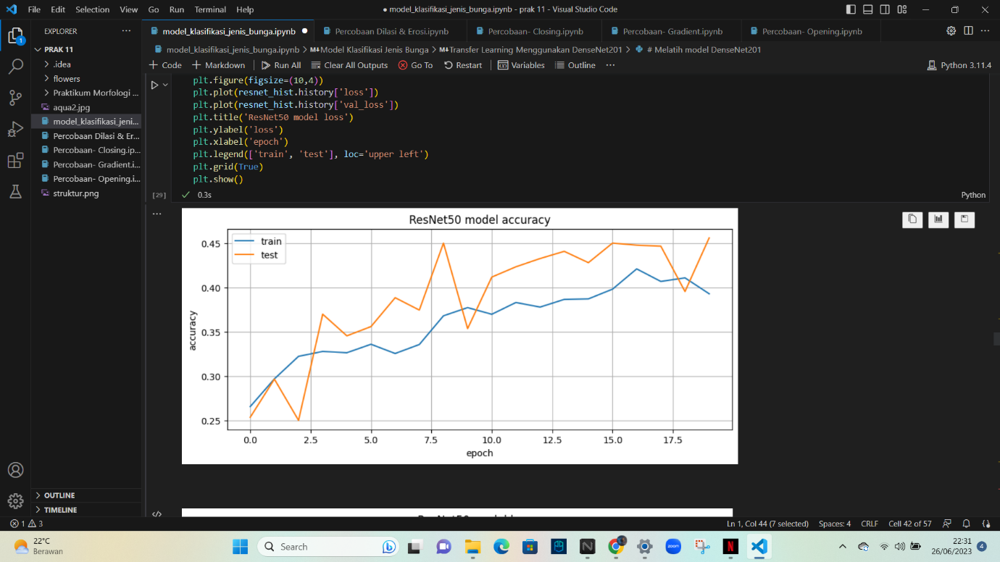 File Edit Selection View Go Run Terminal Help
● model_klasifikasi_jenis_bunga.ipynb - prak 11 - Visual Studio Code
EXPLORER
PRAK 11
.idea
flowers
Praktikum Morfologi ...
aqua2.jpg
model_klasifikasi_jeni...
Percobaan Dilasi & Er...
Percobaan- Closing.ip...
Percobaan- Gradient.i...
Percobaan- Opening.i...
struktur.png
OUTLINE
TIMELINE
model_klasifikasi_jenis_bunga.ipynb ●
Percobaan Dilasi & Erosi.ipynb
Percobaan- Closing.ipynb
Percobaan- Gradient.ipynb
Percobaan- Opening.ipynb
model_klasifikasi_jenis_bunga.ipynb > M↓Model Klasifikasi Jenis Bunga > M↓Transfer Learning Menggunakan DenseNet201 > # Melatih model DenseNet201
+ Code + Markdown Run All Clear All Outputs Go To Restart Variables Outline ...
Python 3.11.4
plt.figure(figsize=(10,4))
plt.plot(resnet_hist.history['loss'])
plt.plot(resnet_hist.history['val_loss'])
plt.title('ResNet50 model loss')
plt.ylabel('loss')
plt.xlabel('epoch')
plt.legend(['train', 'test'], loc='upper left')
plt.grid(True)
plt.show()
[29] ✓ 0.3s
Python
ResNet50 model accuracy
train
test
0.45
0.40
0.35
0.30
0.25
accuracy
0.0 2.5 5.0 7.5 10.0 12.5 15.0 17.5
epoch
1 3
Ln 1, Col 44 (7 selected) Spaces: 4 CRLF Cell 42 of 57
22°C
Berawan
Search
zoom
22:31
26/06/2023
4